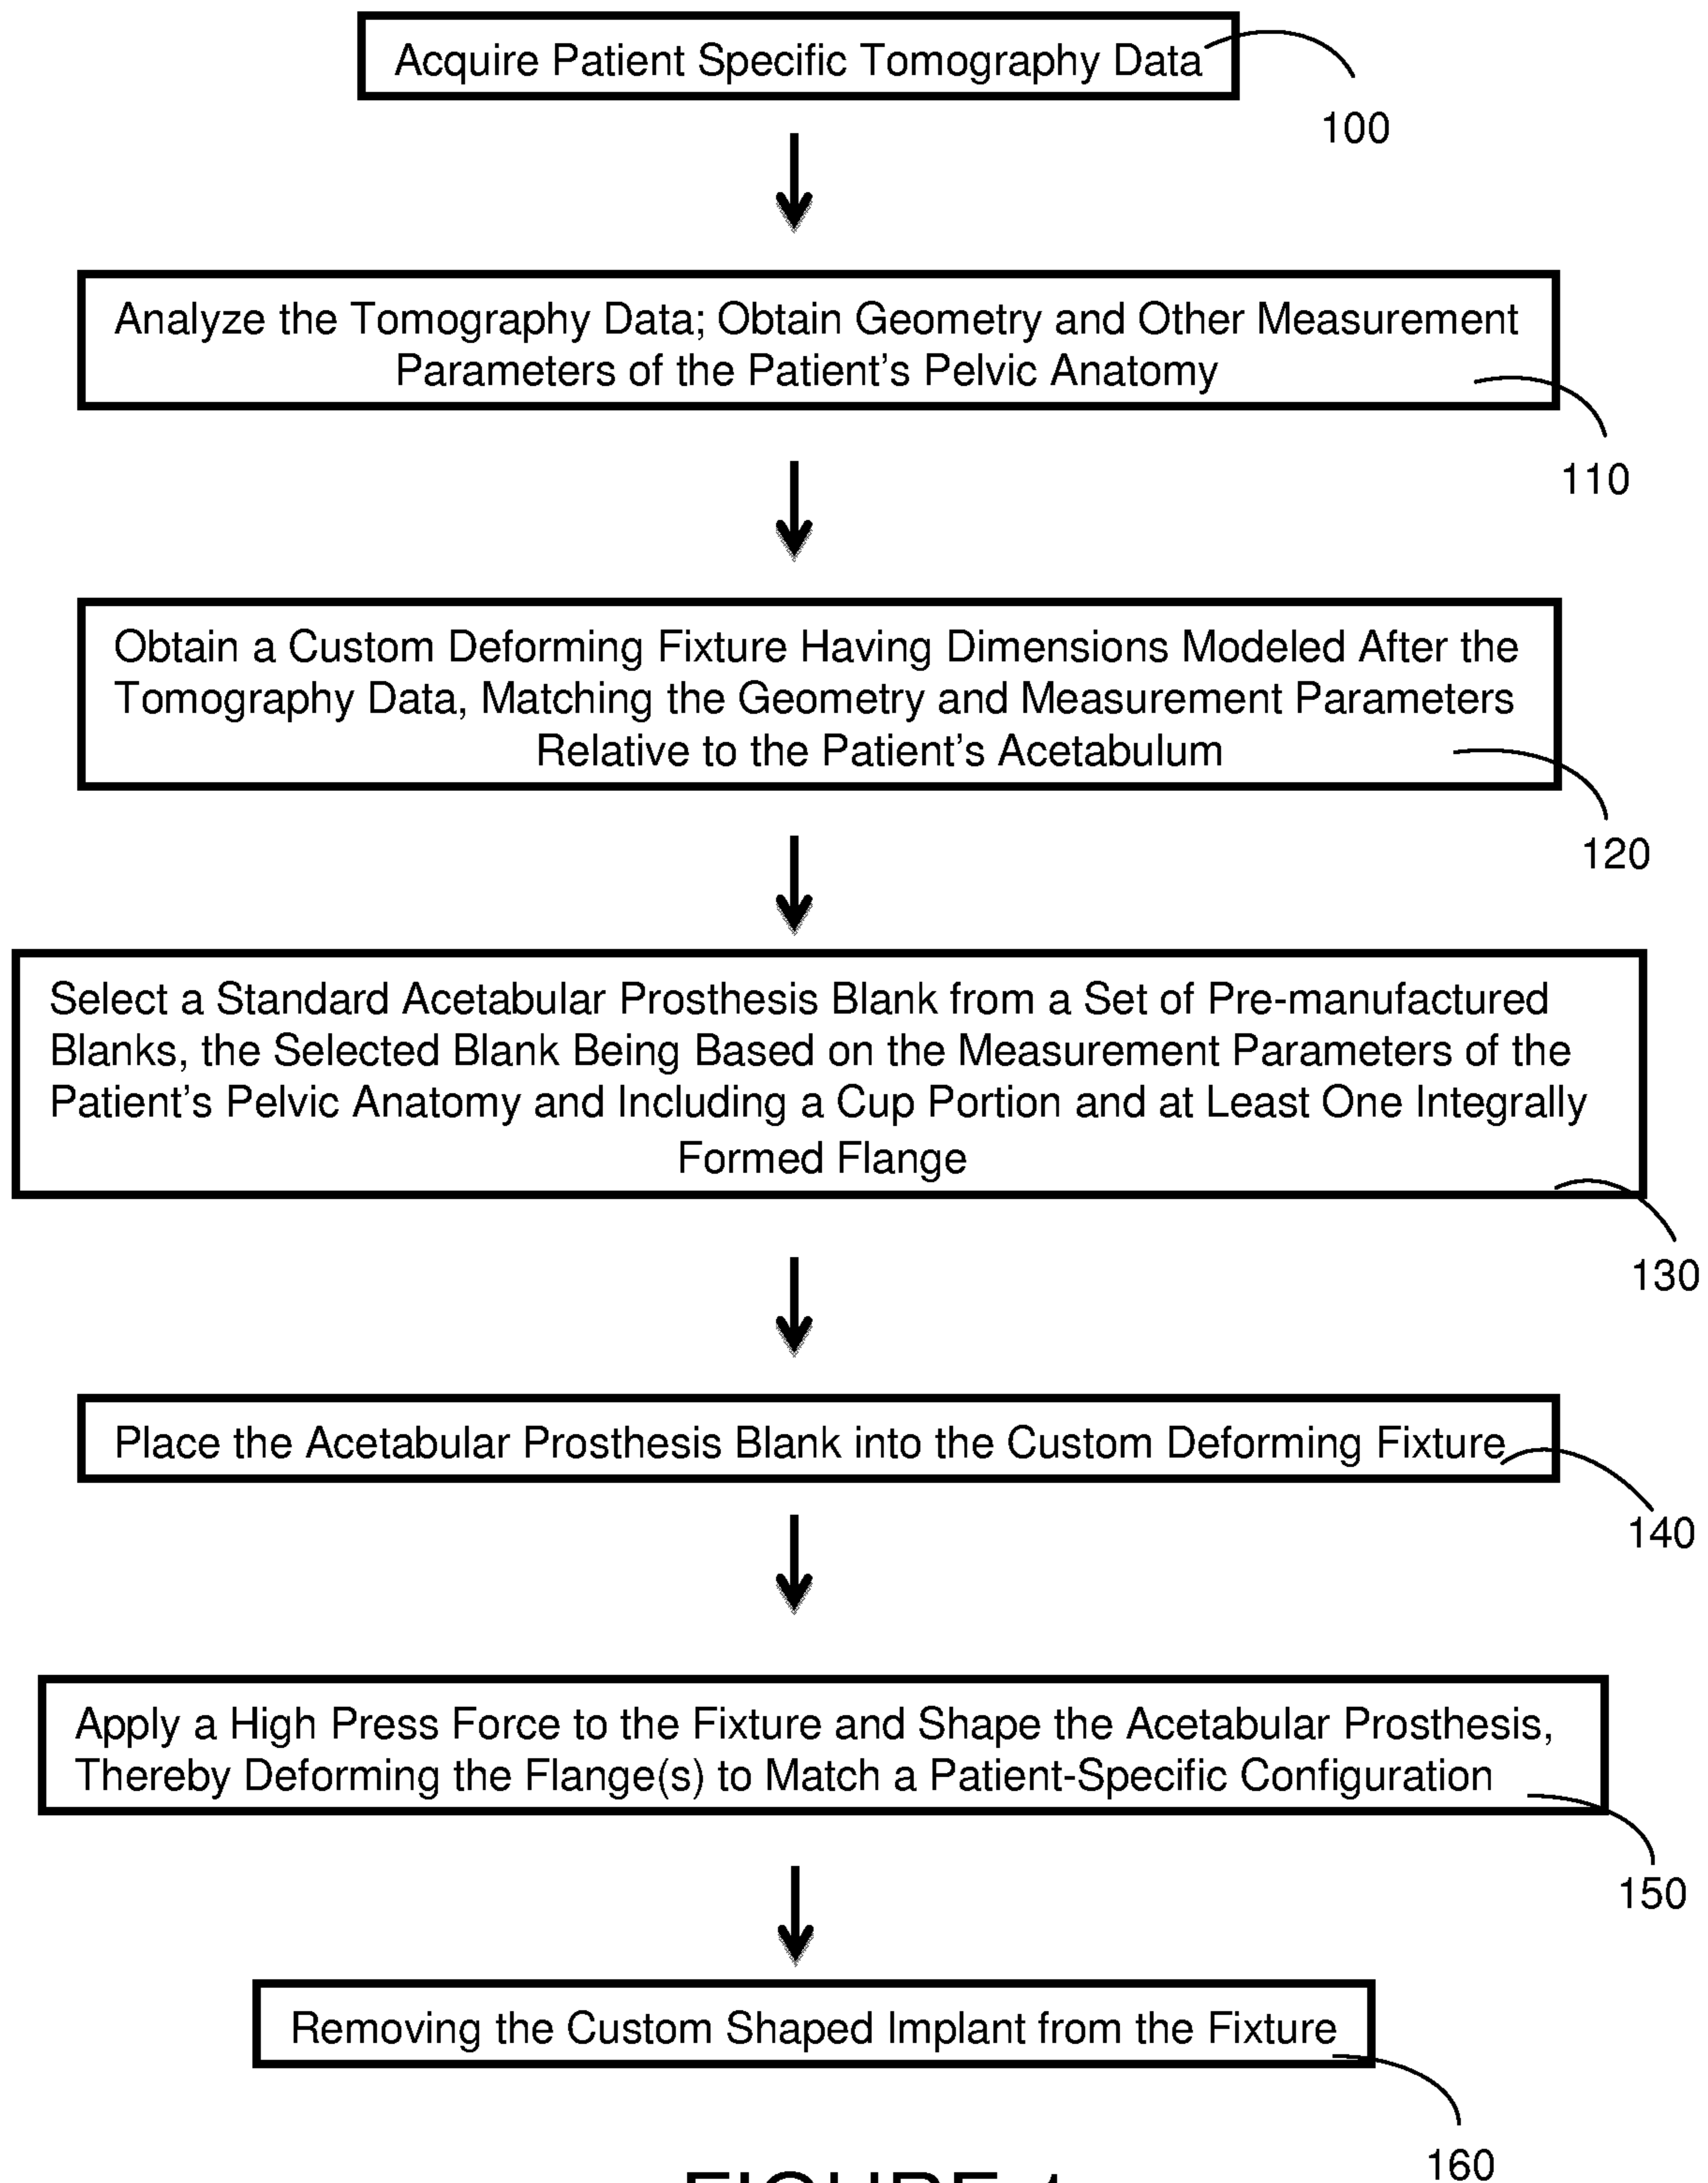 Acquire Patient Specific Tomography Data
100
Analyze the Tomography Data; Obtain Geometry and Other Measurement
Parameters of the Patient's Pelvic Anatomy
110
Obtain a Custom Deforming Fixture Having Dimensions Modeled After the
Tomography Data, Matching the Geometry and Measurement Parameters
Relative to the Patient's Acetabulum
120
Select a Standard Acetabular Prosthesis Blank from a Set of Pre-manufactured
Blanks, the Selected Blank Being Based on the Measurement Parameters of the
Patient's Pelvic Anatomy and Including a Cup Portion and at Least One Integrally
Formed Flange
130
Place the Acetabular Prosthesis Blank into the Custom Deforming Fixture
140
Apply a High Press Force to the Fixture and Shape the Acetabular Prosthesis,
Thereby Deforming the Flange(s) to Match a Patient-Specific Configuration
150
Removing the Custom Shaped Implant from the Fixture
160